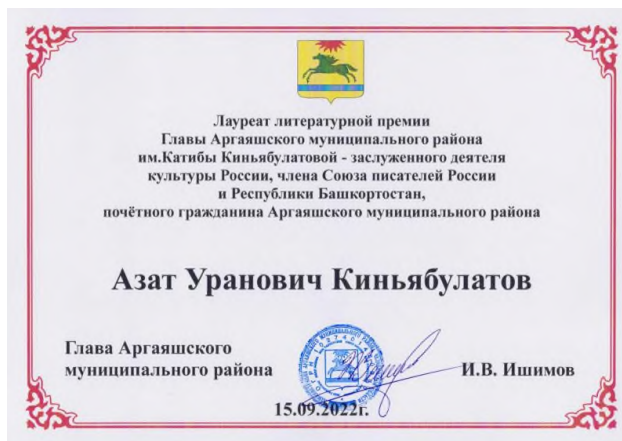 Лауреат литературной премии
Главы Аргаяшского муниципального района
им.Катибы Киньябулатовой - заслуженного деятеля
культуры России, члена Союза писателей России
и Республики Башкортостан,
почётного гражданина Аргаяшского муниципального района
Азат Уранович Киньябулатов
Глава Аргаяшского
муниципального района
И.В. Ишимов
15.09.2022г.